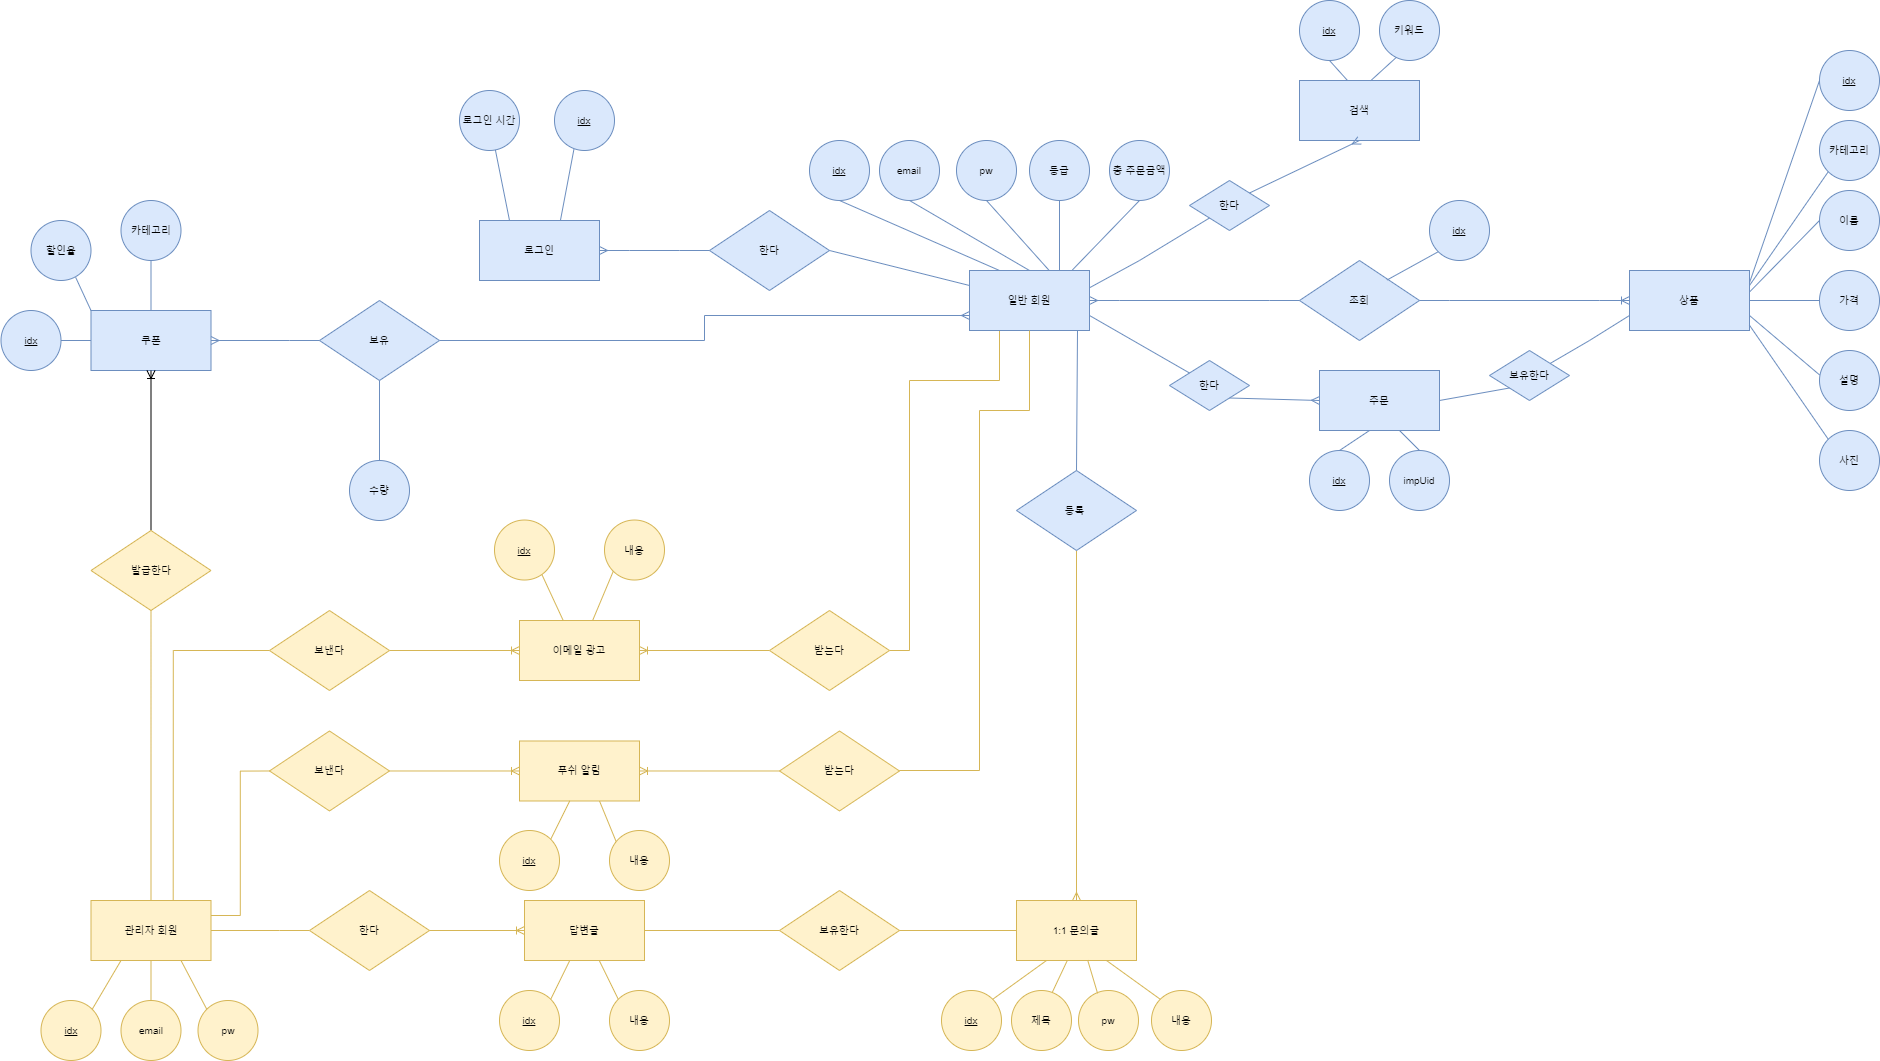 idx
키워드
idx
검색
카테고리
로그인 시간
idx
idx
email
pw
등급
총 주문금액
이름
한다
카테고리
idx
할인율
로그인
한다
일반 회원
조회
상품
가격
idx
쿠폰
보유
한다
주문
보유한다
설명
수량
idx
impUid
사진
등록
발급한다
idx
내용
보낸다
이메일 광고
받는다
보낸다
푸쉬 알림
받는다
idx
내용
관리자 회원
한다
답변글
보유한다
1:1 문의글
idx
email
pw
idx
내용
idx
제목
pw
내용